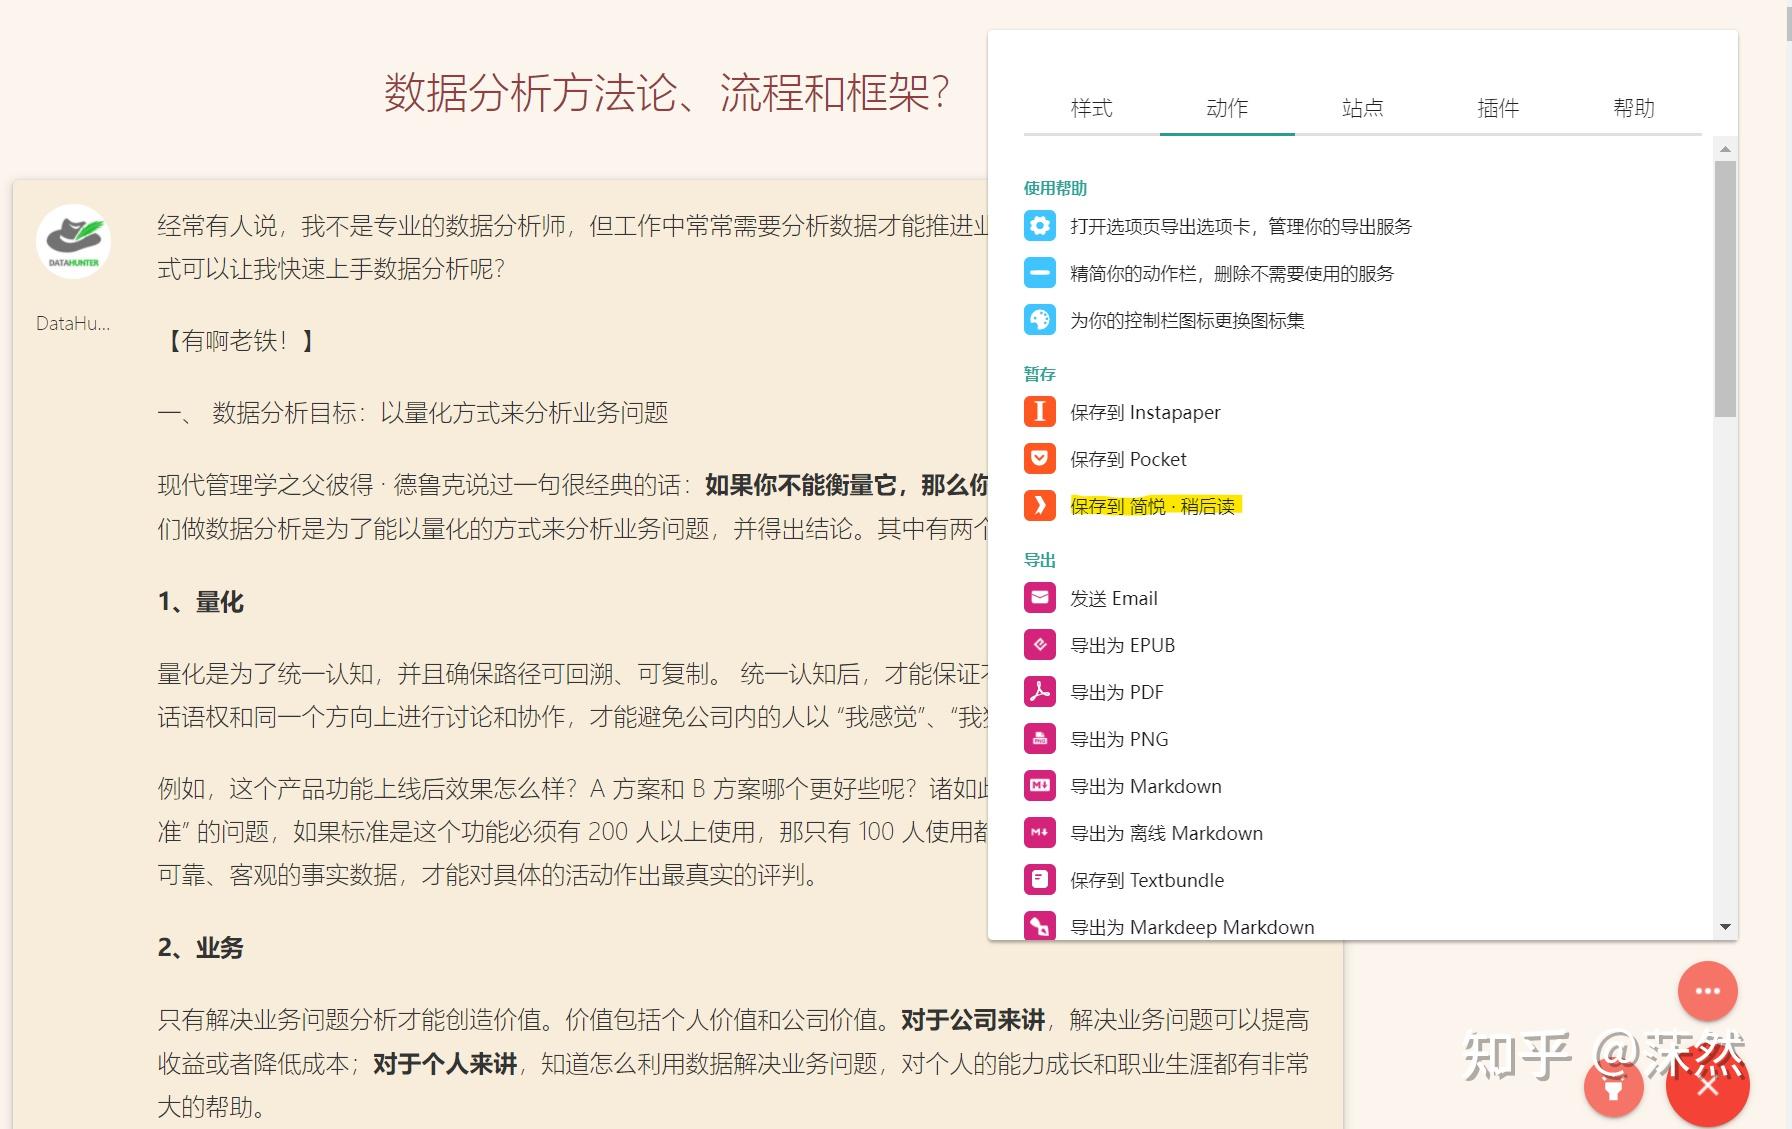 数据分析方法论、流程和框架?
DATAHUNTER
DataHu...
经常有人说，我不是专业的数据分析师，但工作中常常需要分析数据才能推进业
式可以让我快速上手数据分析呢?
【有啊老铁！】
一、 数据分析目标：以量化方式来分析业务问题
现代管理学之父彼得 · 德鲁克说过一句很经典的话：如果你不能衡量它，那么你
们做数据分析是为了能以量化的方式来分析业务问题，并得出结论。其中有两个
1、量化
量化是为了统一认知，并且确保路径可回溯、可复制。 统一认知后，才能保证
话语权和同一个方向上进行讨论和协作，才能避免公司内的人以 “我感觉”、“我
例如，这个产品功能上线后效果怎么样？A 方案和 B 方案哪个更好些呢？诸如此
准” 的问题，如果标准是这个功能必须有 200 人以上使用，那只有 100 人使用都
可靠、客观的事实数据，才能对具体的活动作出最真实的评判。
2、业务
只有解决业务问题分析才能创造价值。价值包括个人价值和公司价值。对于公司来讲，解决业务问题可以提高
收益或者降低成本；对于个人来讲，知道怎么利用数据解决业务问题，对个人的能力成长和职业生涯都有非常
大的帮助。
样式 动作 站点 插件 帮助
使用帮助
打开选项页导出选项卡，管理你的导出服务
精简你的动作栏，删除不需要使用的服务
为你的控制栏图标更换图标集
暂存
保存到 Instapaper
保存到 Pocket
保存到 简悦 · 稍后读
导出
发送 Email
导出为 EPUB
导出为 PDF
导出为 PNG
导出为 Markdown
导出为 离线 Markdown
保存到 Textbundle
导出为 Markdeep Markdown
知乎 @莯然